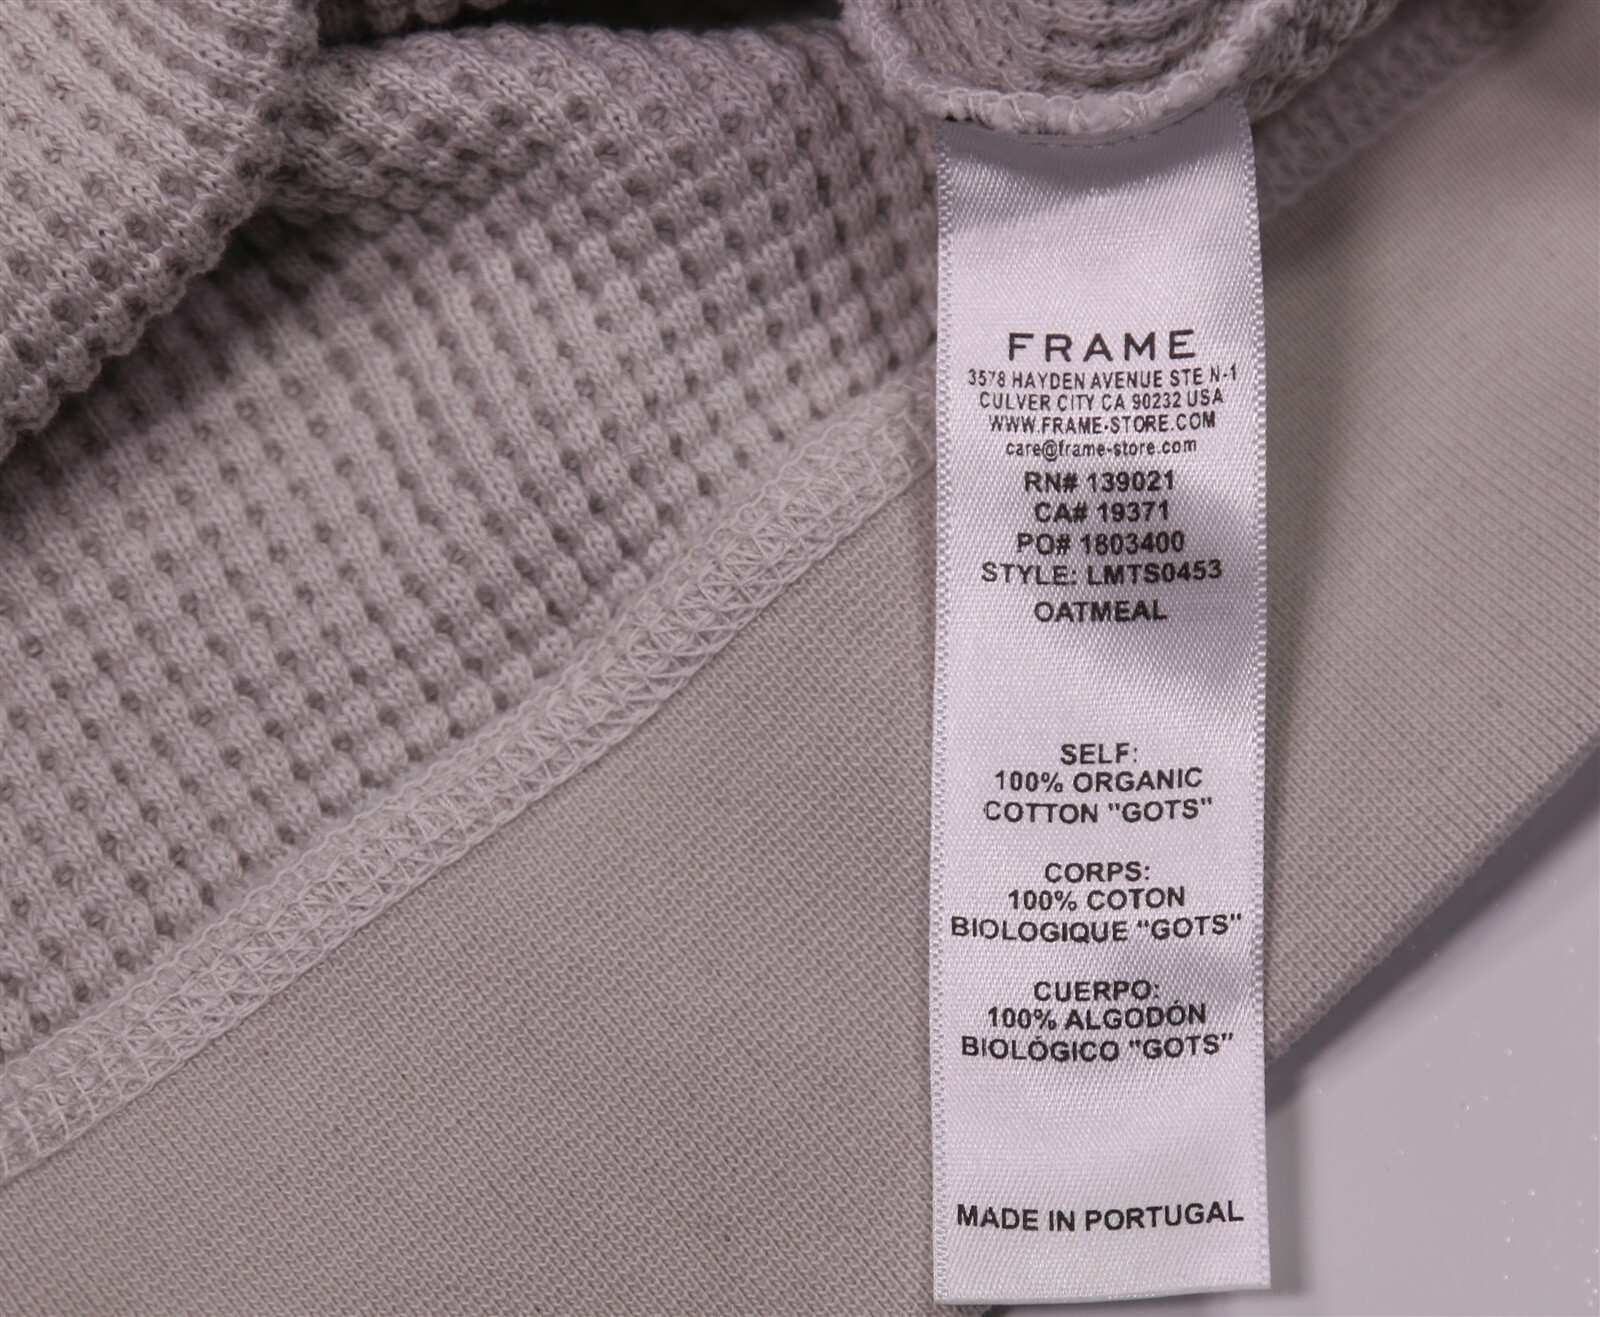 FRAME
3578 HAYDEN AVENUE STE N-1
CULVER CITY CA 90232 USA
WWW.FRAME-STORE.COM
care@frame-store.com
RN# 139021
CA# 19371
PO# 1803400
STYLE: LMTS0453
OATMEAL
SELF:
100% ORGANIC
COTTON "GOTS"
CORPS:
100% COTON
BIOLOGIQUE "GOTS"
CUERPO:
100% ALGODÓN
BIOLÓGICO "GOTS"
MADE IN PORTUGAL